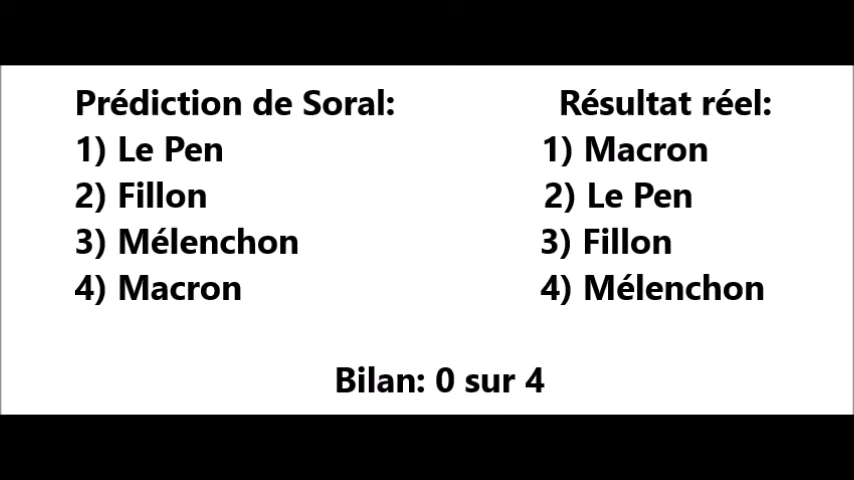 Prédiction de Soral:
1) Le Pen
2) Fillon
3) Mélenchon
4) Macron
Résultat réel:
1) Macron
2) Le Pen
3) Fillon
4) Mélenchon
Bilan: 0 sur 4